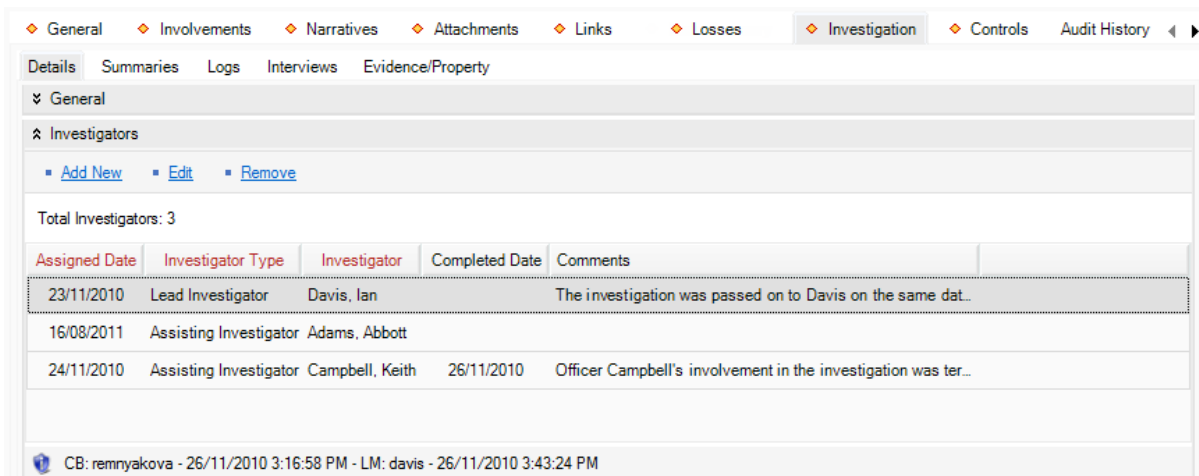 General Involvements Narratives Attachments Links Losses Investigation Controls Audit History
Details Summaries Logs Interviews Evidence/Property
General
Investigators
Add New Edit Remove
Total Investigators: 3
Assigned Date Investigator Type Investigator Completed Date Comments
23/11/2010 Lead Investigator Davis, Ian The investigation was passed on to Davis on the same dat...
16/08/2011 Assisting Investigator Adams, Abbott
24/11/2010 Assisting Investigator Campbell, Keith 26/11/2010 Officer Campbell's involvement in the investigation was ter...
CB: remnyakova - 26/11/2010 3:16:58 PM - LM: davis - 26/11/2010 3:43:24 PM